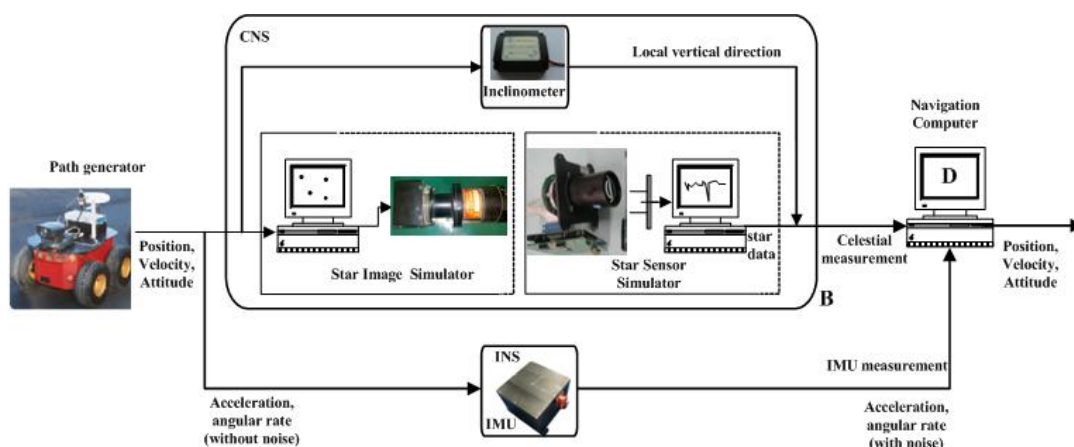 CNS
Local vertical direction
Inclinometer
Navigation
Computer
Path generator
D
Position,
Velocity,
Attitude
Star Image Simulator
Star Sensor
Simulator
star
data
Celestial
measurement
Position,
Velocity,
Attitude
B
INS
IMU
IMU measurement
Acceleration,
angular rate
(without noise)
Acceleration,
angular rate
(with noise)